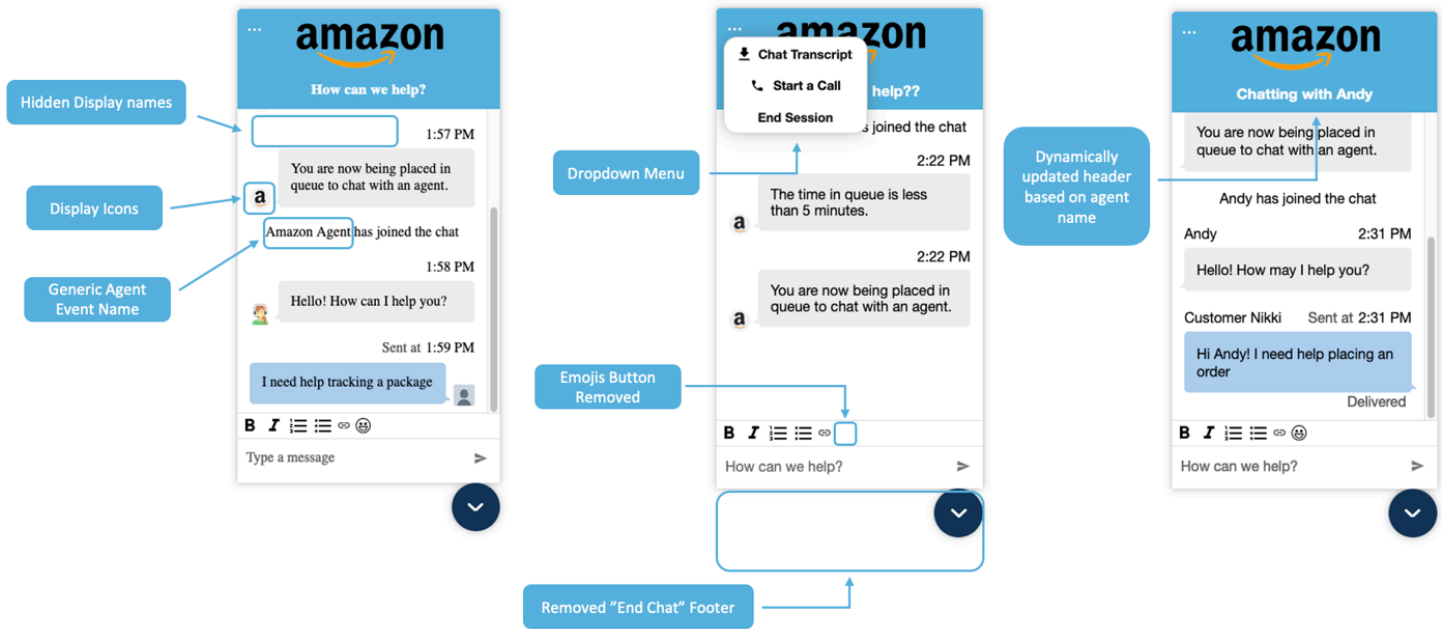 ...
amazon
How can we help?
Hidden Display names
1:57 PM
You are now being placed in
queue to chat with an agent.
Display Icons
a
Amazon Agent has joined the chat
1:58 PM
Generic Agent
Event Name
Hello! How can I help you?
Sent at 1:59 PM
I need help tracking a package
B I
Type a message
...
amazon
Chat Transcript
Start a Call
End Session
help??
s joined the chat
Dropdown Menu
2:22 PM
The time in queue is less
than 5 minutes.
a
2:22 PM
You are now being placed in
queue to chat with an agent.
a
Emojis Button
Removed
B I
How can we help?
Removed ”End Chat” Footer
...
amazon
Chatting with Andy
You are now being placed in
queue to chat with an agent.
Dynamically
updated header
based on agent
name
Andy has joined the chat
Andy 2:31 PM
Hello! How may I help you?
Customer Nikki Sent at 2:31 PM
Hi Andy! I need help placing an
order
Delivered
B I
How can we help?